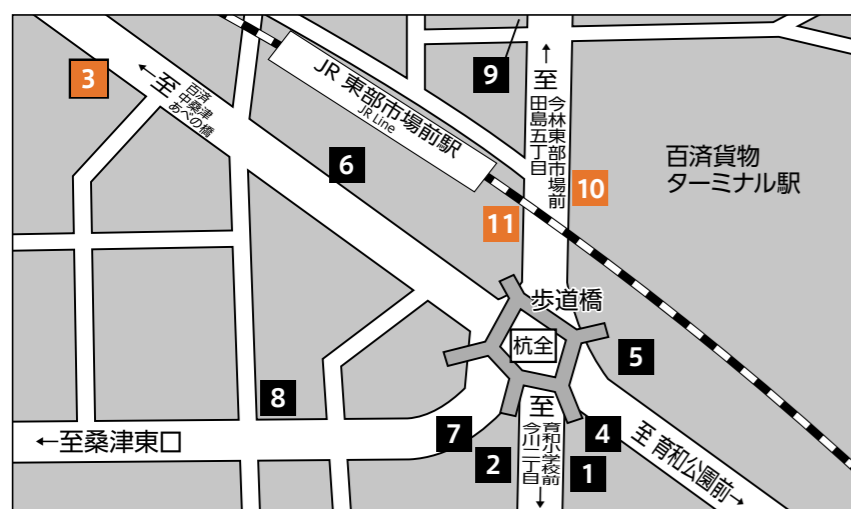 9
3
←至
百済
中桑津
あべの橋
JR 東部市場前駅
JR Line
↑
至
今林東部市場前
田島五丁目
6
10
百済貨物
ターミナル駅
11
歩道橋
杭全
5
8
7
2
至
育和小学校前
今川二丁目
↓
1
4
至 育和公園前→
←至桑津東口